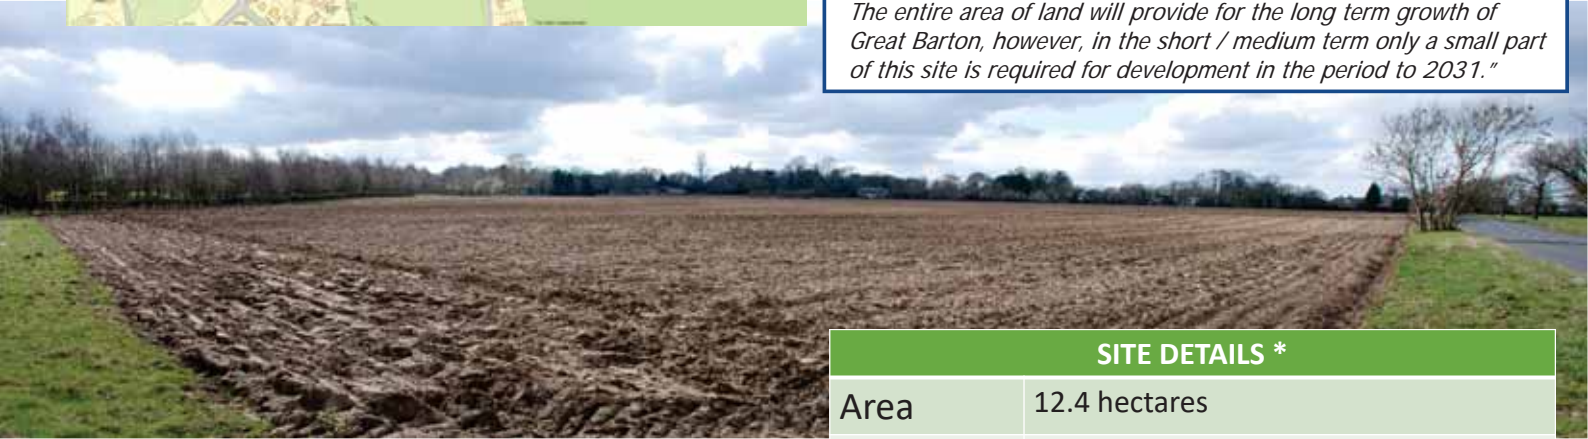 The entire area of land will provide for the long term growth of
Great Barton, however, in the short / medium term only a small part
of this site is required for development in the period to 2031.”
SITE DETAILS *
Area 12.4 hectares